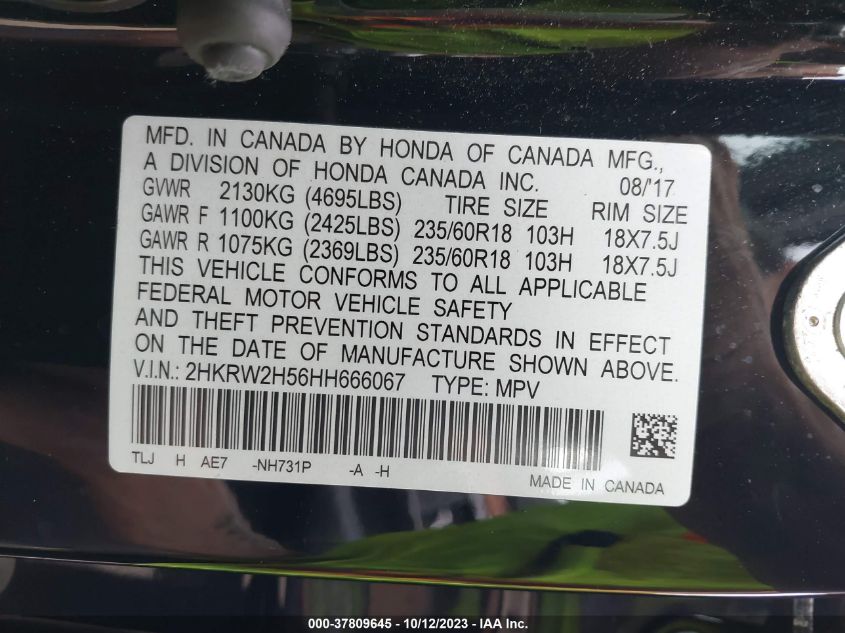 MFD. IN CANADA BY HONDA OF CANADA MFG.,
A DIVISION OF HONDA CANADA INC. 08/'17
GVWR 2130KG (4695LBS) TIRE SIZE RIM SIZE
GAWR F 1100KG (2425LBS) 235/60R18 103H 18X7.5J
GAWR R 1075KG (2369LBS) 235/60R18 103H 18X7.5J
THIS VEHICLE CONFORMS TO ALL APPLICABLE
FEDERAL MOTOR VEHICLE SAFETY
AND THEFT PREVENTION STANDARDS IN EFFECT
ON THE DATE OF MANUFACTURE SHOWN ABOVE.
V.I.N.: 2HKRW2H56HH666067 TYPE: MPV
TLJ H AE7 -NH731P -A -H
MADE IN CANADA
000-37809645 - 10/12/2023 - IAA Inc.